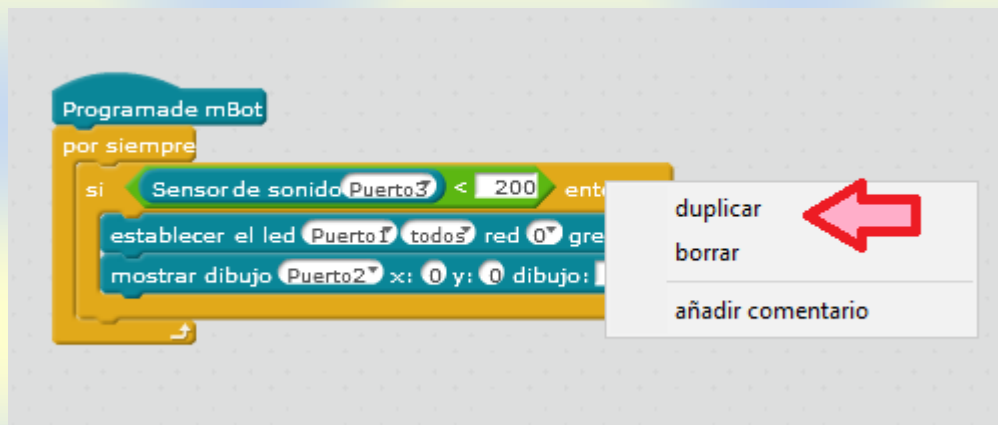 Programade mBot
por siempre
si Sensor de sonido Puerto3 < 200
establecer el led Puerto1 todos red 0
mostrar dibujo Puerto2 x: 0 y: 0 dibujo:
duplicar
borrar
añadir comentario